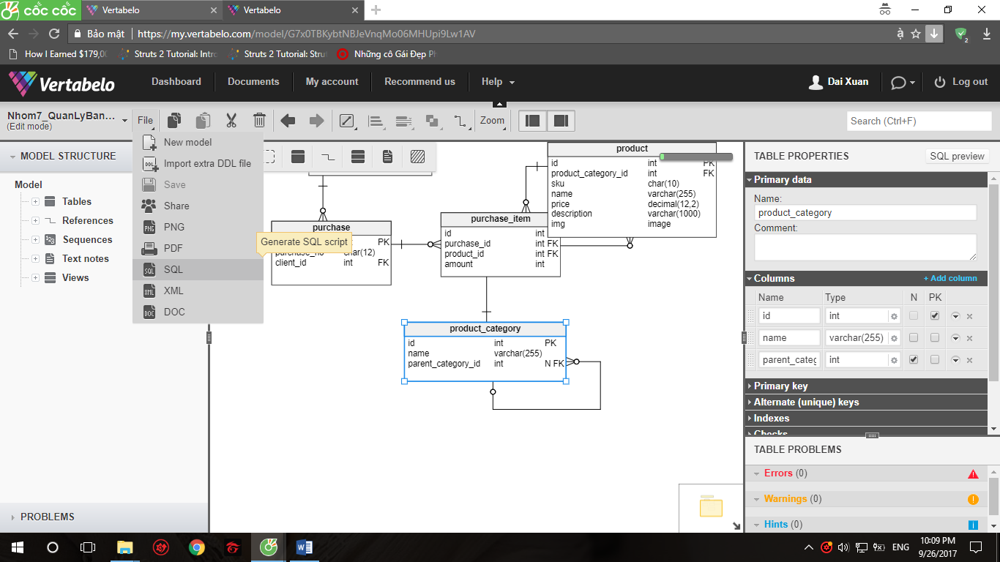 CỐC CỐC
Vertabelo
Vertabelo
Bảo mật
https://my.vertabelo.com/model/G7x0TBKybtNBJeVnqMo06MHUpi9Lw1AV
How I Earned $179,00
Struts 2 Tutorial: Intro
Struts 2 Tutorial: Strut
Những cô Gái Đẹp Ph
Vertabelo
Dashboard
Documents
My account
Recommend us
Help
Dai Xuan
Log out
Nhom7_QuanLyBan...
(Edit mode)
File
Zoom
Search (Ctrl+F)
New model
Import extra DDL file
Save
Share
PNG
PDF
SQL
XML
DOC
Generate SQL script
MODEL STRUCTURE
Model
Tables
References
Sequences
Text notes
Views
PROBLEMS
product
id int PK
product_category_id int FK
sku char(10)
name varchar(255)
price decimal(12,2)
description varchar(1000)
img image
purchase
PK
purchase_no char(12)
client_id int FK
purchase_item
id int
purchase_id int FK
product_id int FK
amount int
product_category
id int PK
name varchar(255)
parent_category_id int N FK
TABLE PROPERTIES
SQL preview
Primary data
Name:
product_category
Comment:
Columns
+ Add column
Name Type N PK
id int
name varchar(255)
parent_categ int
Primary key
Alternate (unique) keys
Indexes
Checks
TABLE PROBLEMS
Errors (0)
Warnings (0)
Hints (0)
ENG
10:09 PM
9/26/2017